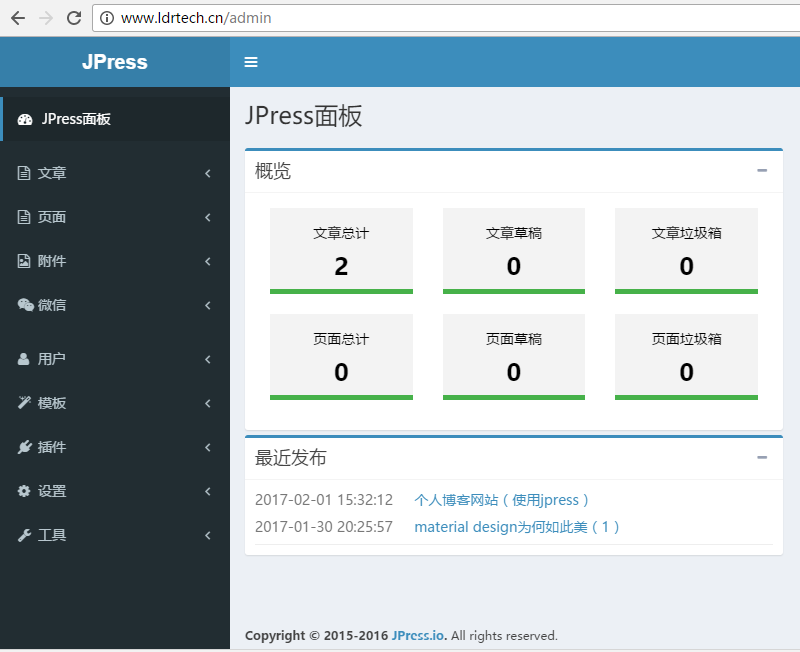 www.ldrtech.cn/admin
JPress
JPress面板
文章
页面
附件
微信
用户
模板
插件
设置
工具
JPress面板
概览
文章总计 文章草稿 文章垃圾箱
2 0 0
页面总计 页面草稿 页面垃圾箱
0 0 0
最近发布
2017-02-01 15:32:12 个人博客网站（使用jpress）
2017-01-30 20:25:57 material design为何如此美（1）
Copyright © 2015-2016 JPress.io. All rights reserved.